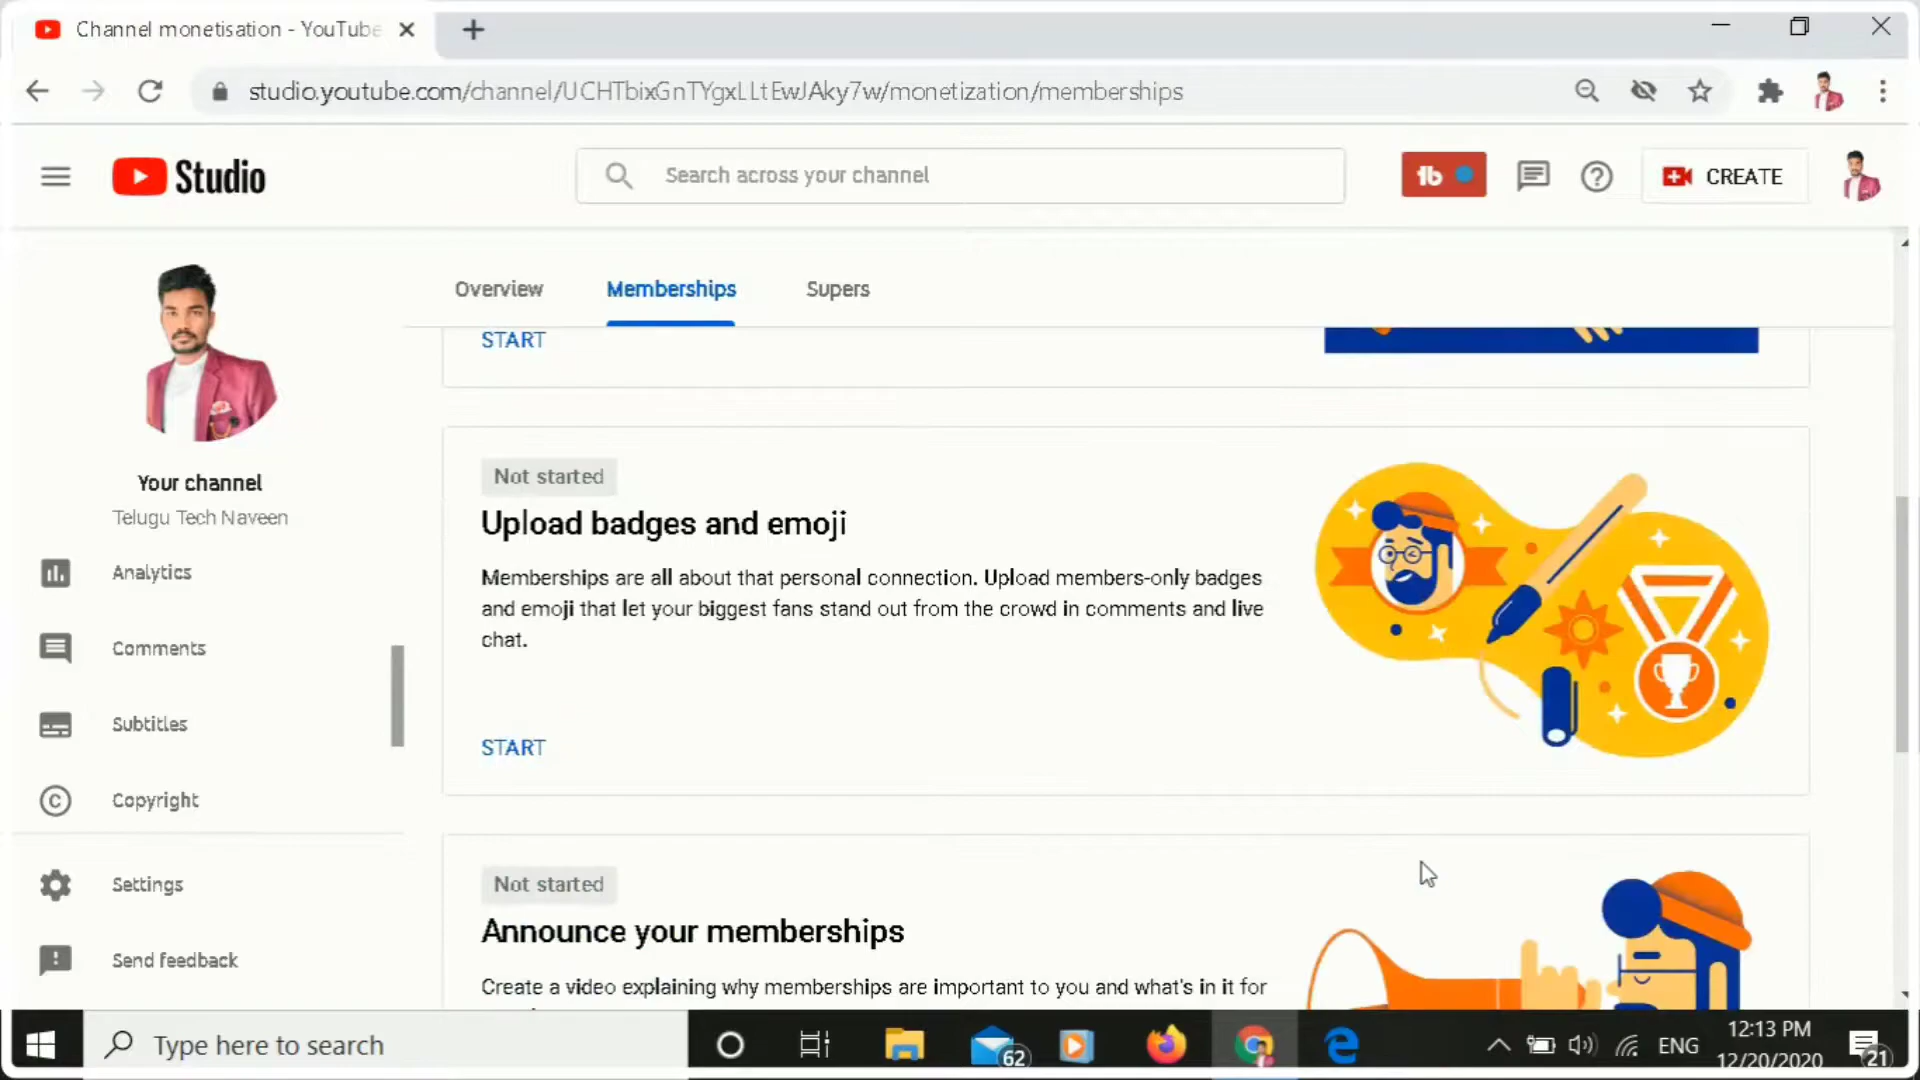 Channel monetisation - YouTube
studio.youtube.com/channel/UCHTbixGnTYgxLLtEwJAky7w/monetization/memberships
Studio
Search across your channel
tb
CREATE
Overview
Memberships
Supers
START
Your channel
Telugu Tech Naveen
Analytics
Comments
Subtitles
Copyright
Settings
Send feedback
Not started
Upload badges and emoji
Memberships are all about that personal connection. Upload members-only badges
and emoji that let your biggest fans stand out from the crowd in comments and live
chat.
START
Not started
Announce your memberships
Create a video explaining why memberships are important to you and what's in it for
Type here to search
62
ENG
12:13 PM
12/20/2020
21